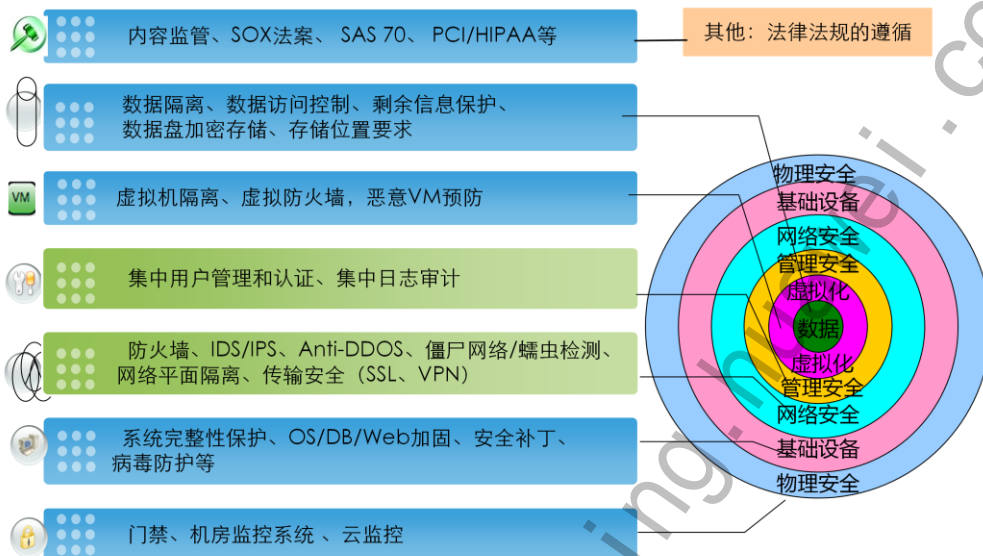 内容监管、SOX法案、 SAS 70、 PCI/HIPAA等
其他：法律法规的遵循
数据隔离、数据访问控制、剩余信息保护、
数据盘加密存储、存储位置要求
VM
虚拟机隔离、虚拟防火墙，恶意VM预防
集中用户管理和认证、集中日志审计
防火墙、IDS/IPS、Anti-DDOS、僵尸网络/蠕虫检测、
网络平面隔离、传输安全（SSL、VPN）
系统完整性保护、OS/DB/Web加固、安全补丁、
病毒防护等
门禁、机房监控系统 、云监控
物理安全
基础设备
网络安全
管理安全
虚拟化
数据
虚拟化
管理安全
网络安全
基础设备
物理安全